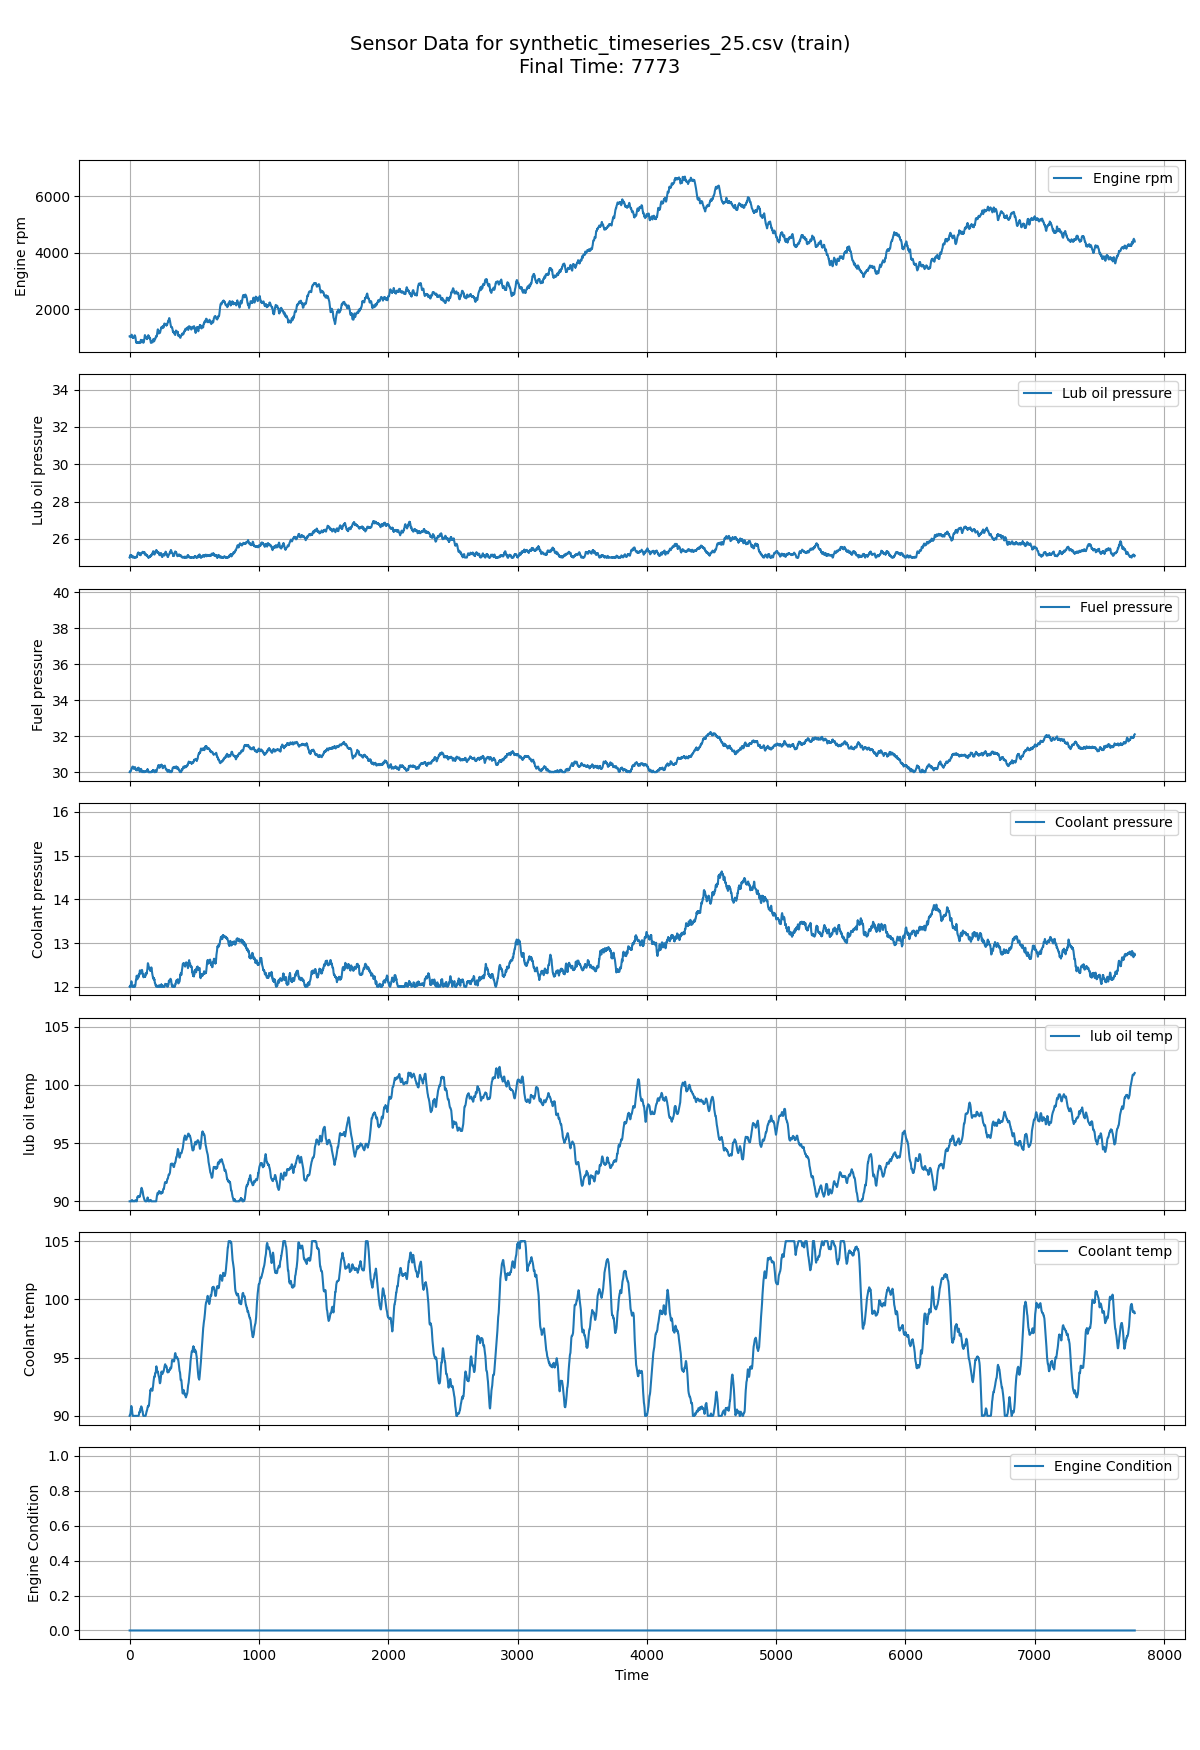 Sensor Data for synthetic_timeseries_25.csv (train)
Final Time: 7773
Engine rpm
6000
4000
2000
Engine rpm
Lub oil pressure
34
32
30
28
26
Lub oil pressure
Fuel pressure
40
38
36
34
32
30
Fuel pressure
Coolant pressure
16
15
14
13
12
Coolant pressure
lub oil temp
105
100
95
90
lub oil temp
Coolant temp
105
100
95
90
Coolant temp
Engine Condition
1.0
0.8
0.6
0.4
0.2
0.0
Engine Condition
0 1000 2000 3000 4000 5000 6000 7000 8000
Time